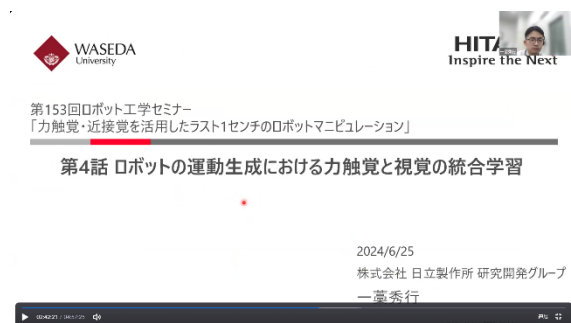 WASEDA
University
HITA
Inspire the Next
第153回ロボット工学セミナー
「力触覚・近接覚を活用したラスト1センチのロボットマニピュレーション」
第4話 ロボットの運動生成における力触覚と視覚の統合学習
2024/6/25
株式会社 日立製作所 研究開発グループ
一藁秀行